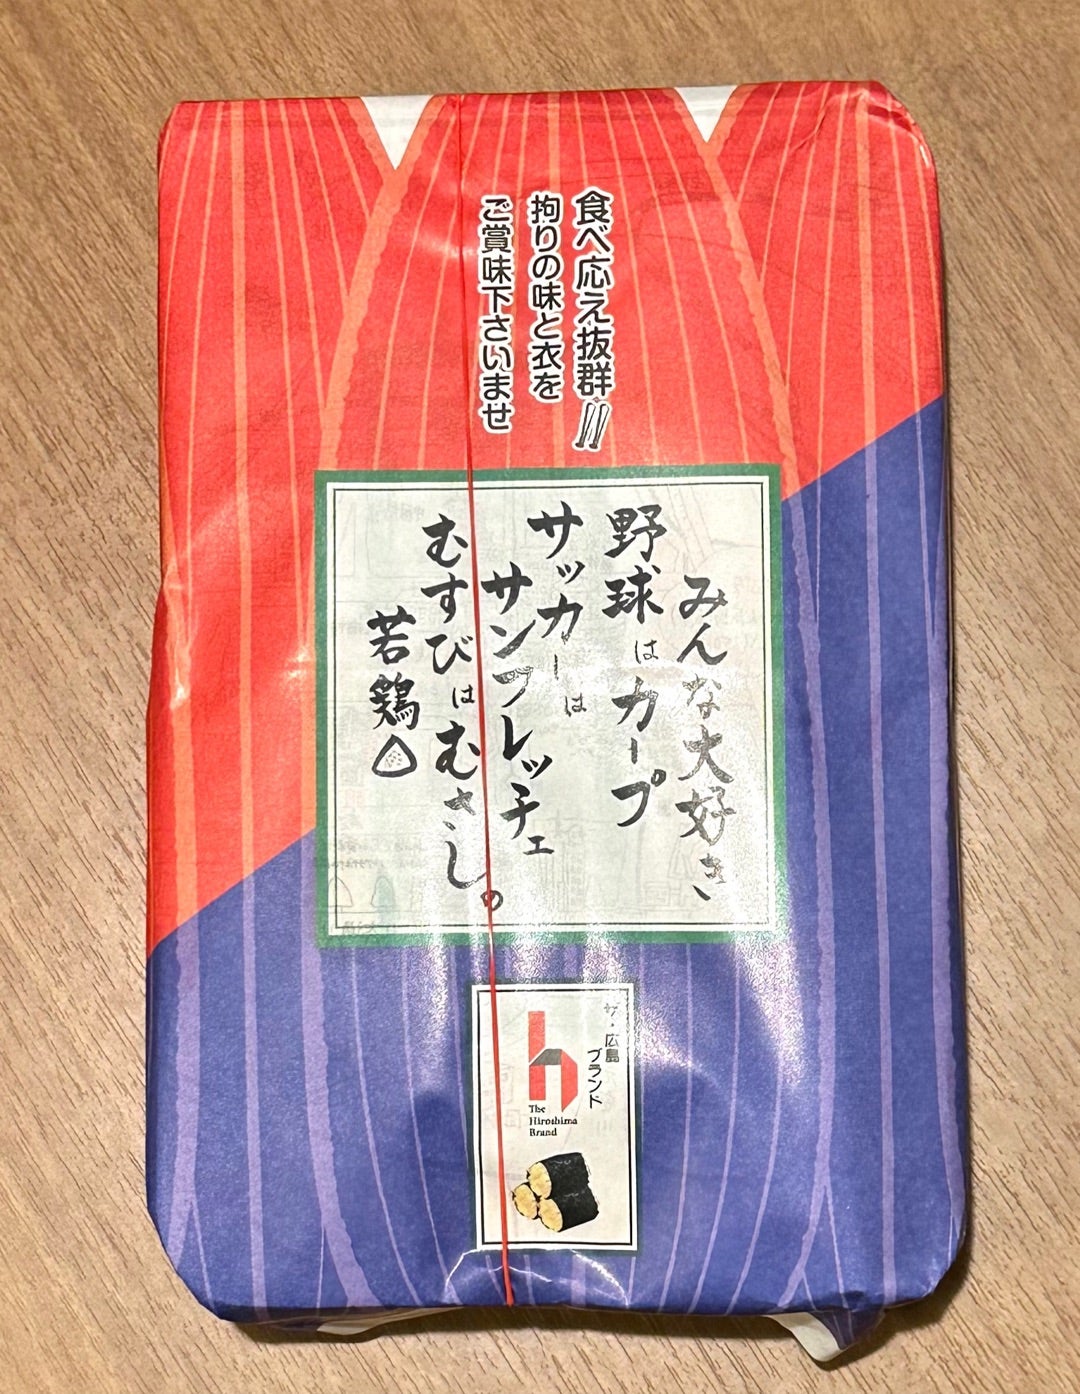 食べ応え抜群!!
拘りの味と衣を
ご賞味下さいませ
みんな大好き
野球はカープ
サッカーは
サンフレッチェ
むすびはむさしの
若鶏
ザ・広島
ブランド
The
Hiroshima
Brand